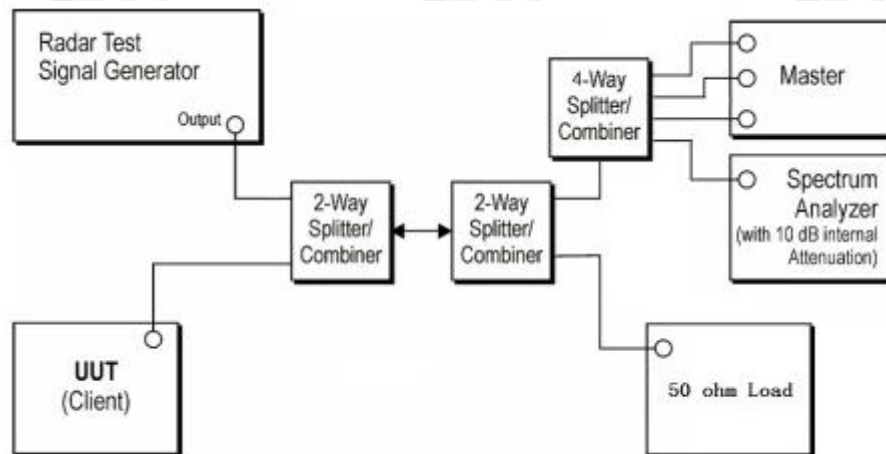 Radar Test
Signal Generator
Output
4-Way
Splitter/
Combiner
Master
2-Way
Splitter/
Combiner
2-Way
Splitter/
Combiner
Spectrum
Analyzer
(with 10 dB internal
Attenuation)
UUT
(Client)
50 ohm Load